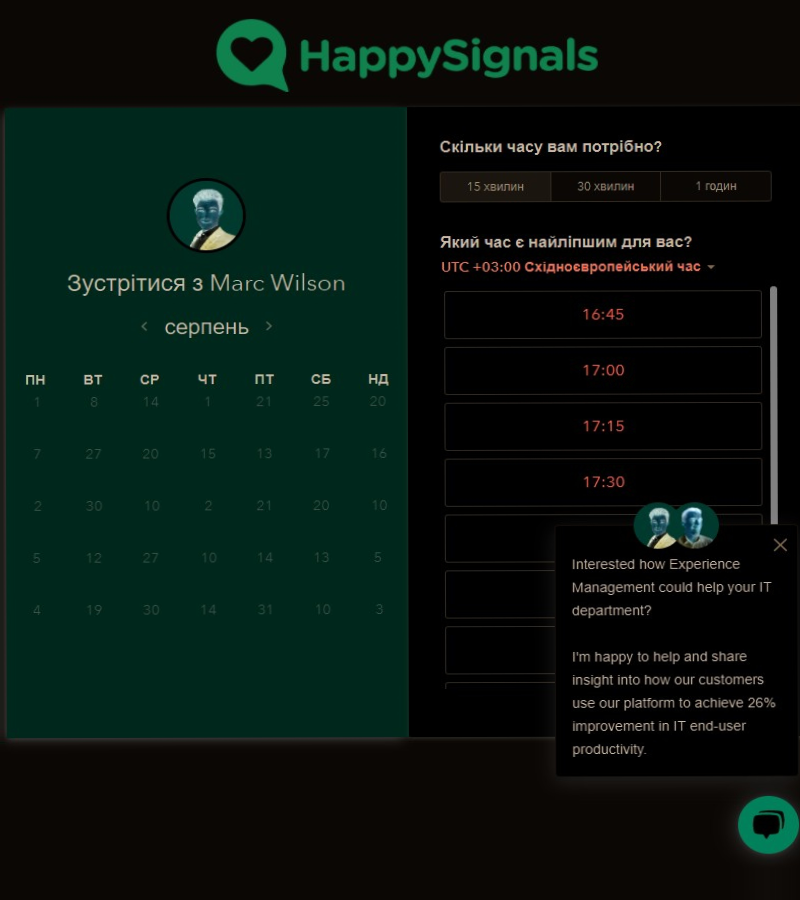 HappySignals
Зустрітися з Marc Wilson
серпень
ПН ВТ СР ЧТ ПТ СБ НД
1 8 14 1 21 25 20
7 27 20 15 13 17 16
2 30 10 2 21 20 10
5 12 27 10 14 13 5
4 19 30 14 31 10 3
Скільки часу вам потрібно?
15 хвилин 30 хвилин 1 годин
Який час є найліпшим для вас?
UTC +03:00 Східноєвропейський час
16:45
17:00
17:15
17:30
Interested how Experience
Management could help your IT
department?
I'm happy to help and share
insight into how our customers
use our platform to achieve 26%
improvement in IT end-user
productivity.